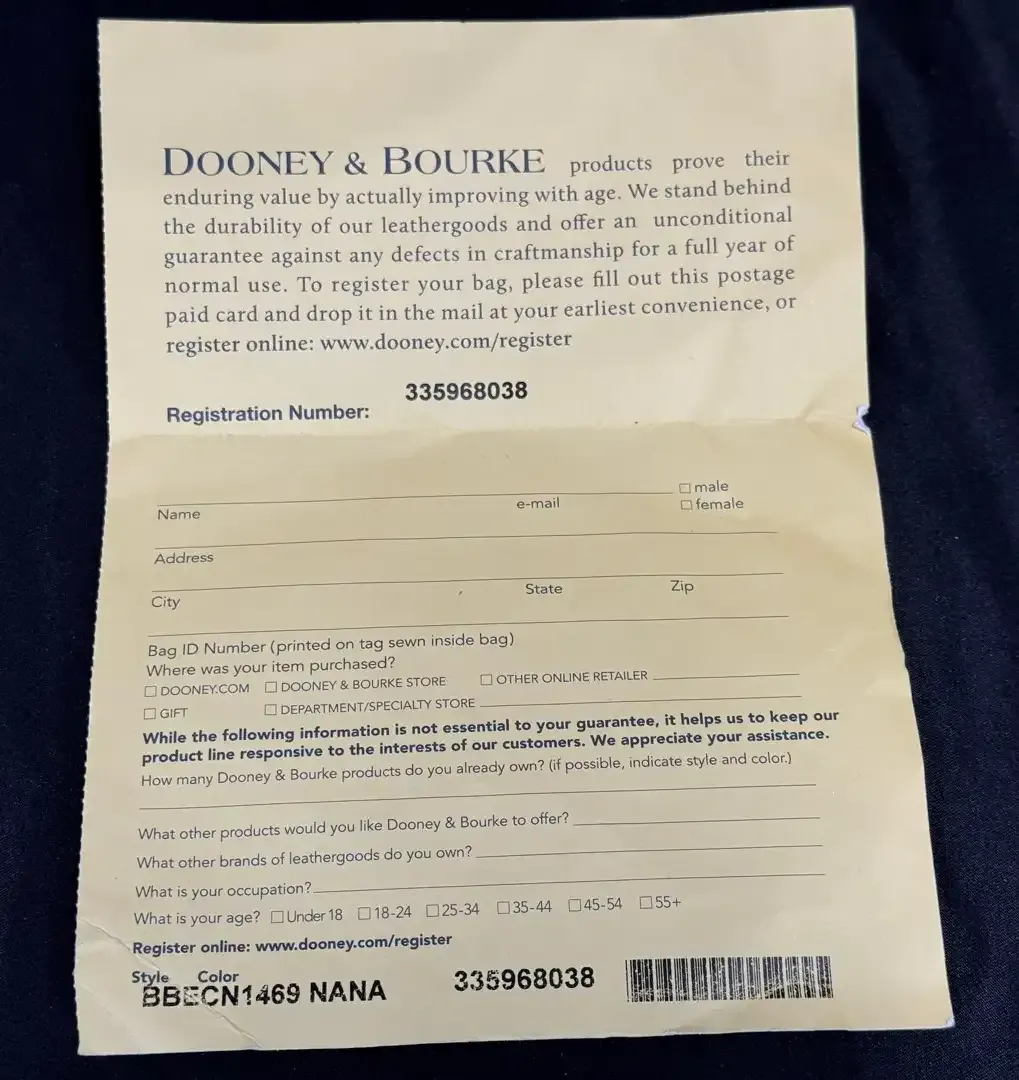 DOONEY & BOURKE products prove their
enduring value by actually improving with age. We stand behind
the durability of our leathergoods and offer an unconditional
guarantee against any defects in craftmanship for a full year of
normal use. To register your bag, please fill out this postage
paid card and drop it in the mail at your earliest convenience, or
register online: www.dooney.com/register
335968038
Registration Number:
□ male
Name e-mail □ female
Address
City State Zip
Bag ID Number (printed on tag sewn inside bag)
Where was your item purchased?
□ DOONEY.COM □ DOONEY & BOURKE STORE □ OTHER ONLINE RETAILER
□ GIFT □ DEPARTMENT/SPECIALTY STORE
While the following information is not essential to your guarantee, it helps us to keep our
product line responsive to the interests of our customers. We appreciate your assistance.
How many Dooney & Bourke products do you already own? (if possible, indicate style and color.)
What other products would you like Dooney & Bourke to offer?
What other brands of leathergoods do you own?
What is your occupation?
What is your age? □ Under 18 □ 18-24 □ 25-34 □ 35-44 □ 45-54 □ 55+
Register online: www.dooney.com/register
Style Color
BBECN1469 NANA 335968038